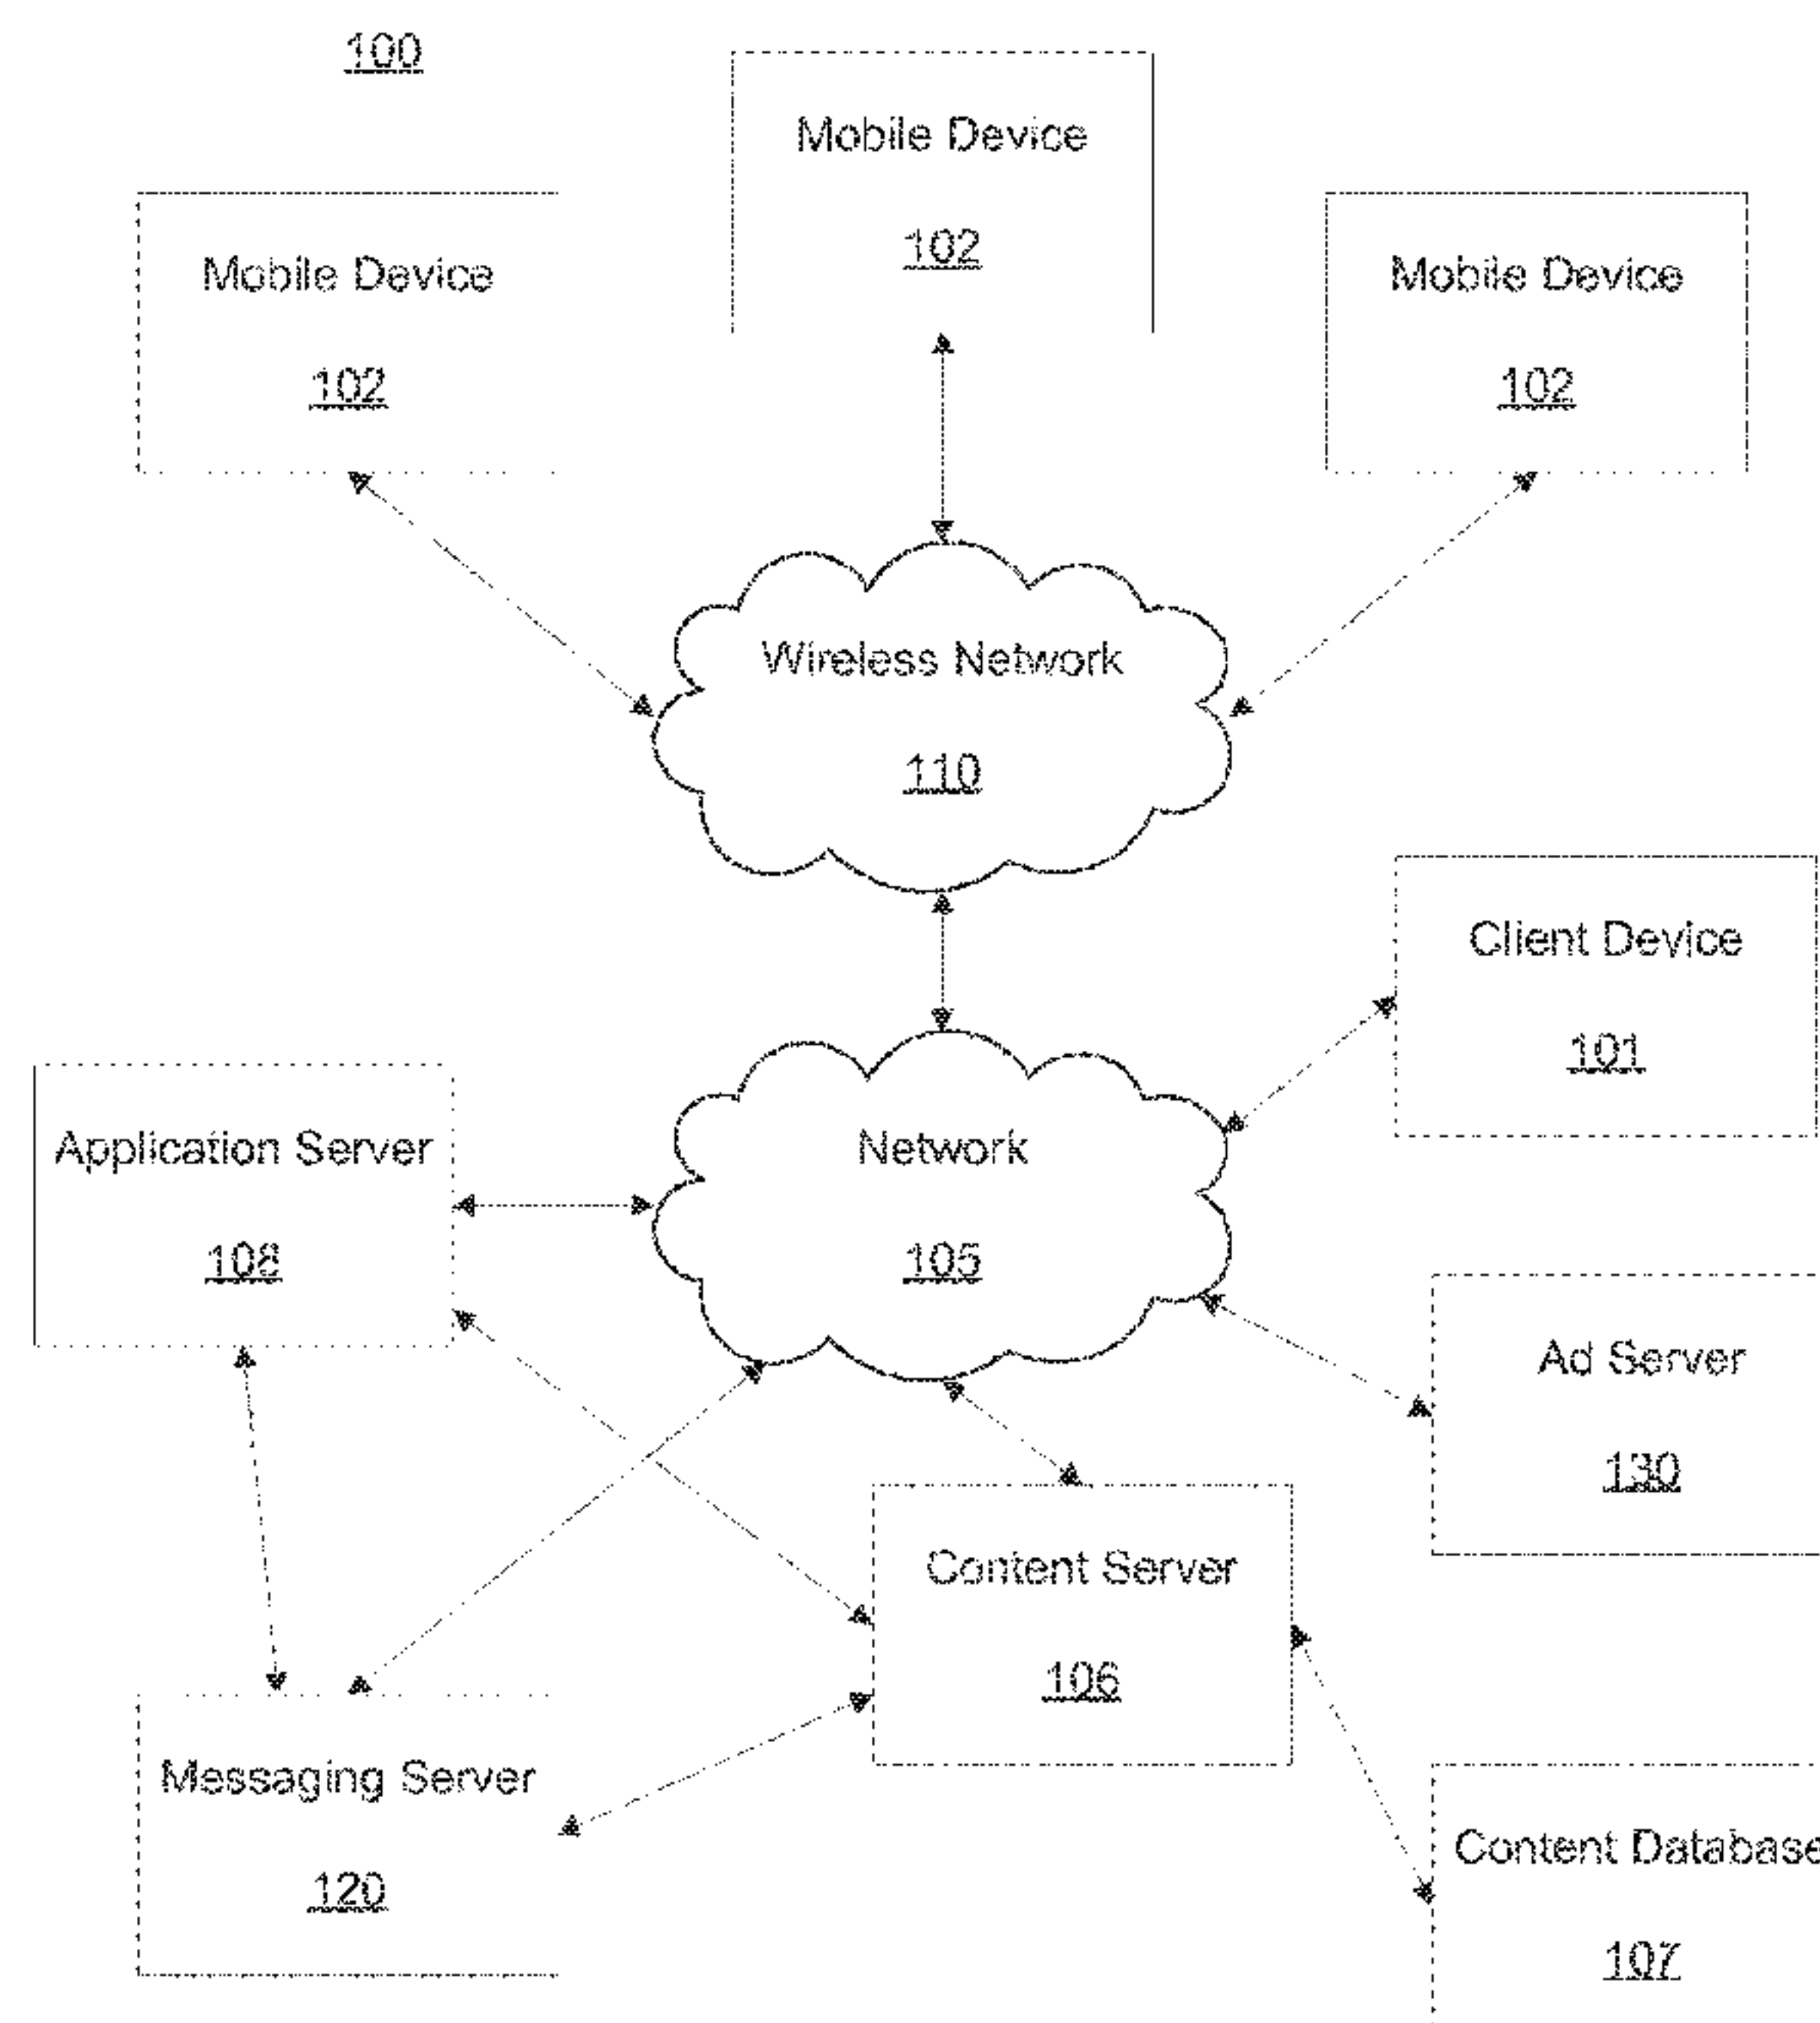 100
Mobile Device
102
Mobile Device
102
Mobile Device
102
Wireless Network
110
Client Device
101
Application Server
108
Network
105
Ad Server
130
Content Server
106
Messaging Server
120
Content Database
107